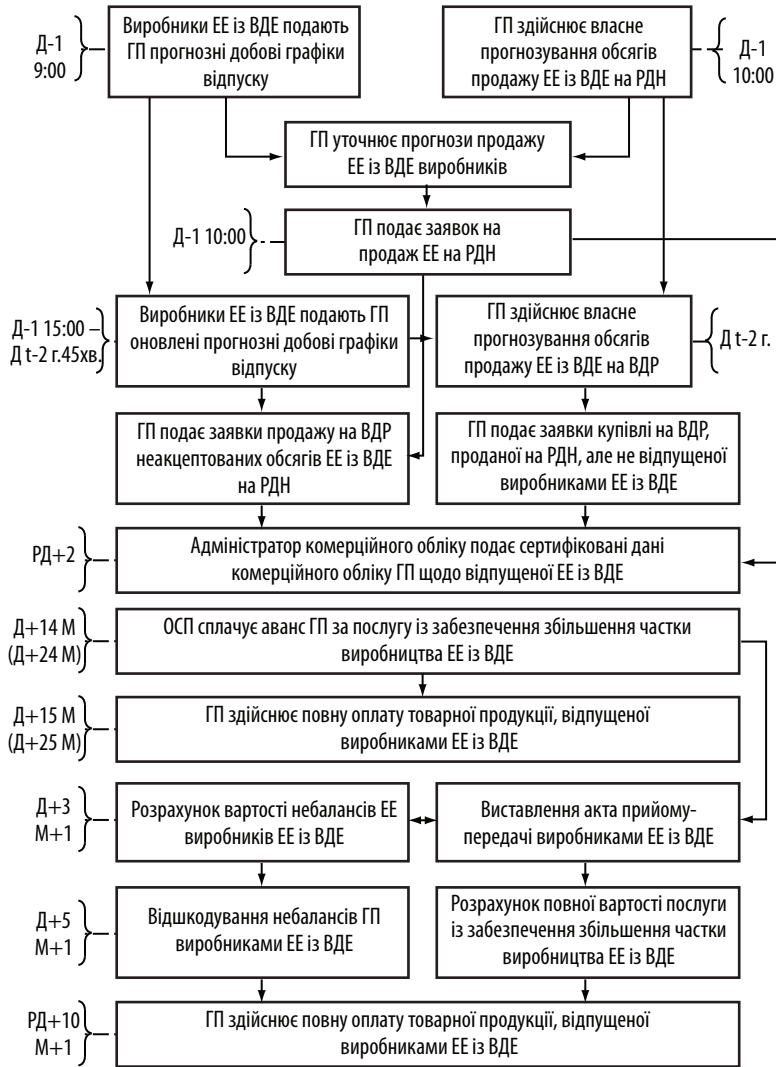 Д-1
9:00
Виробники ЕЕ із ВДЕ подають
ГП прогнозні добові графіки
відпуску
ГП здійснює власне
прогнозування обсягів
продажу ЕЕ із ВДЕ на РДН
Д-1
10:00
ГП уточнює прогнози продажу
ЕЕ із ВДЕ виробників
Д-1 10:00
ГП подає заявок на
продаж ЕЕ на РДН
Д-1 15:00 –
Д t-2 г.45хв.
Виробники ЕЕ із ВДЕ подають ГП
оновлені прогнозні добові графіки
відпуску
ГП здійснює власне
прогнозування обсягів
продажу ЕЕ із ВДЕ на ВДР
Д t-2 г.
ГП подає заявки продажу на ВДР
неакцептованих обсягів ЕЕ із ВДЕ
на РДН
ГП подає заявки купівлі на ВДР,
проданої на РДН, але не відпущеної
виробниками ЕЕ із ВДЕ
РД+2
Адміністратор комерційного обліку подає сертифіковані дані
комерційного обліку ГП щодо відпущеної ЕЕ із ВДЕ
Д+14 М
(Д+24 М)
ОСП сплачує аванс ГП за послугу із забезпечення збільшення частки
виробництва ЕЕ із ВДЕ
Д+15 М
(Д+25 М)
ГП здійснює повну оплату товарної продукції, відпущеної
виробниками ЕЕ із ВДЕ
Д+3
М+1
Розрахунок вартості небалансів ЕЕ
виробників ЕЕ із ВДЕ
Виставлення акта прийому-
передачі виробниками ЕЕ із ВДЕ
Д+5
М+1
Відшкодування небалансів ГП
виробниками ЕЕ із ВДЕ
Розрахунок повної вартості послуги
із забезпечення збільшення частки
виробництва ЕЕ із ВДЕ
РД+10
М+1
ГП здійснює повну оплату товарної продукції, відпущеної
виробниками ЕЕ із ВДЕ